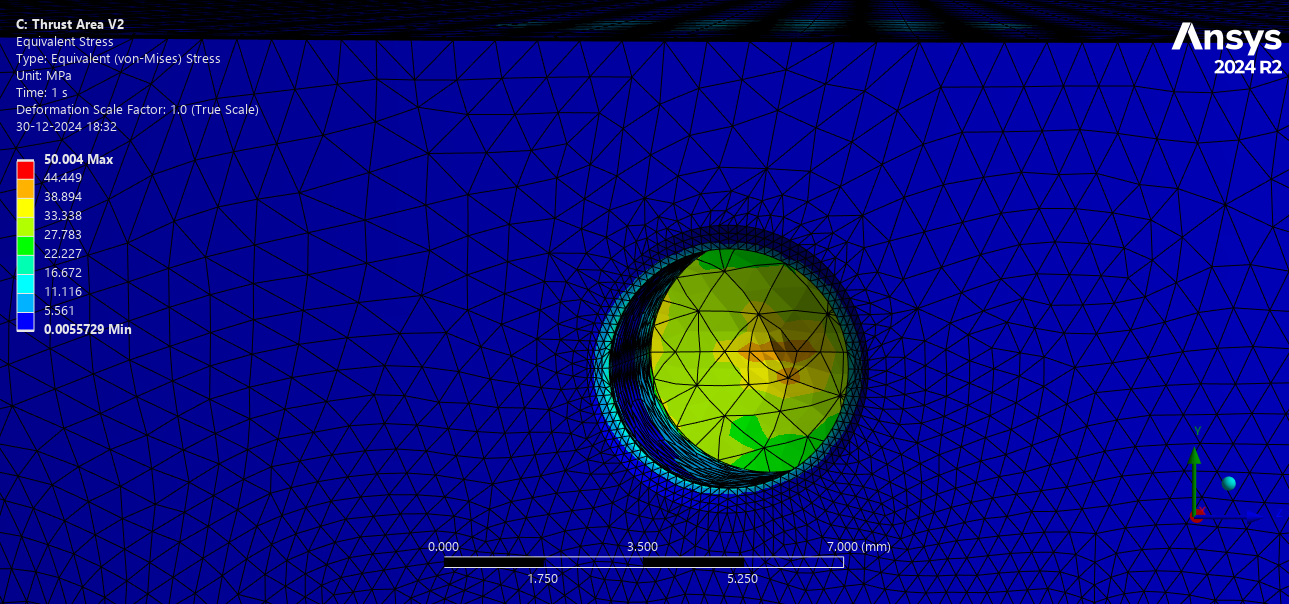 C: Thrust Area V2
Equivalent Stress
Type: Equivalent (von-Mises) Stress
Unit: MPa
Time: 1 s
Deformation Scale Factor: 1.0 (True Scale)
30-12-2024 18:32
Ansys
2024 R2
50.004 Max
44.449
38.894
33.338
27.783
22.227
16.672
11.116
5.561
0.0055729 Min
Y
X
0.000 3.500 7.000 (mm)
1.750 5.250